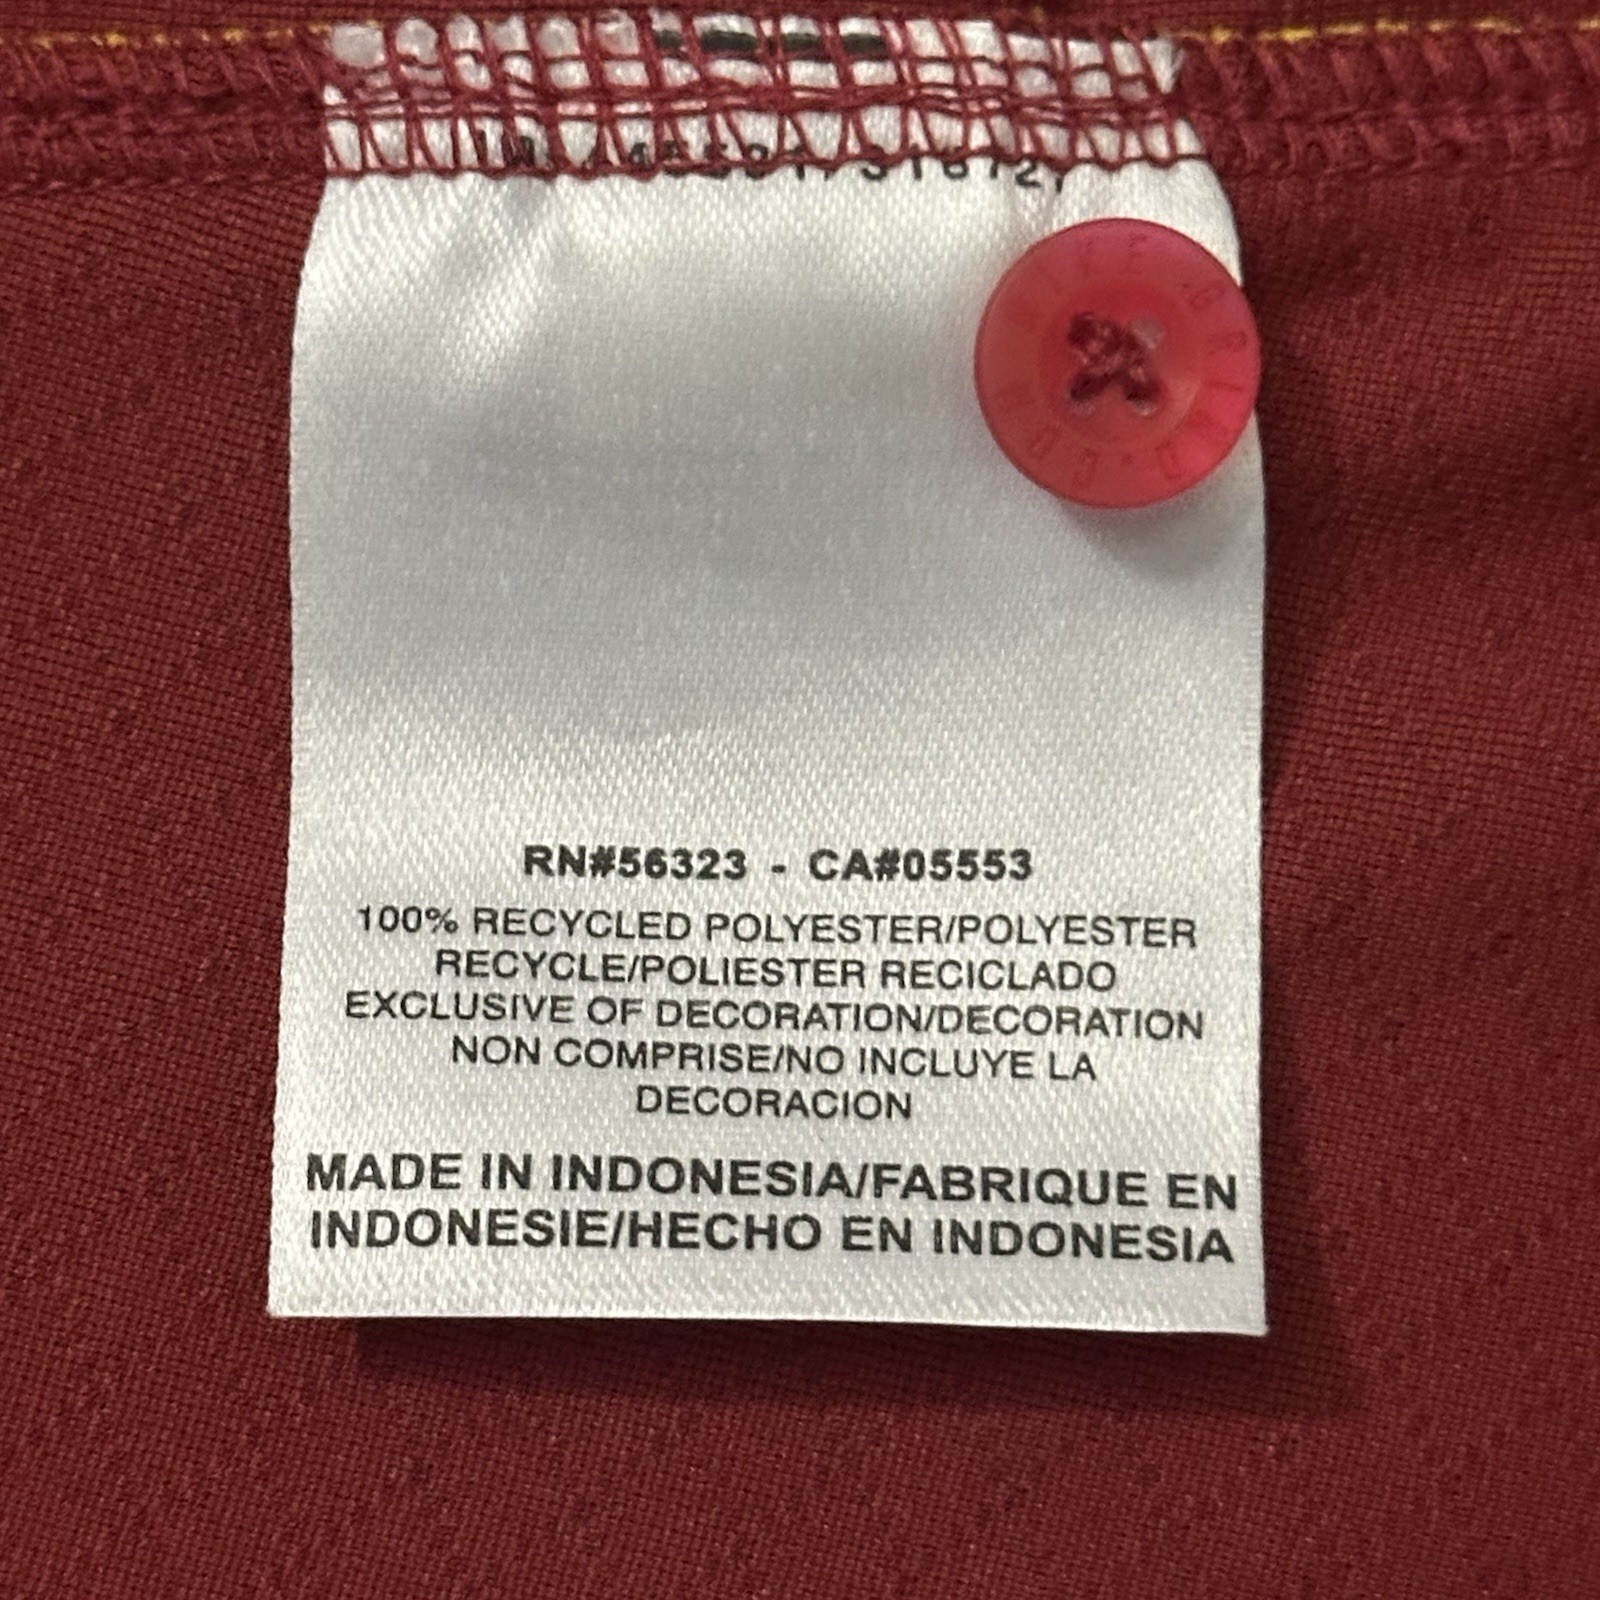 RN#56323 - CA#05553
100% RECYCLED POLYESTER/POLYESTER
RECYCLE/POLIESTER RECICLADO
EXCLUSIVE OF DECORATION/DECORATION
NON COMPRISE/NO INCLUYE LA
DECORACION
MADE IN INDONESIA/FABRIQUE EN
INDONESIE/HECHO EN INDONESIA